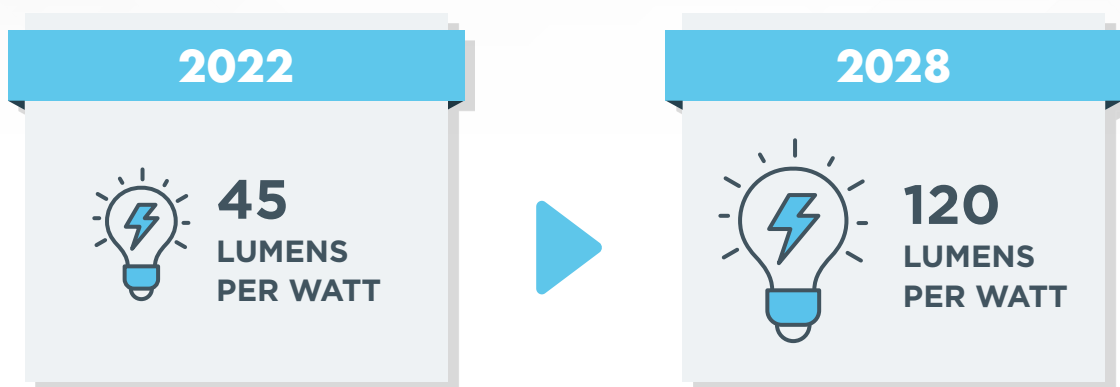 2022
45
LUMENS
PER WATT
2028
120
LUMENS
PER WATT